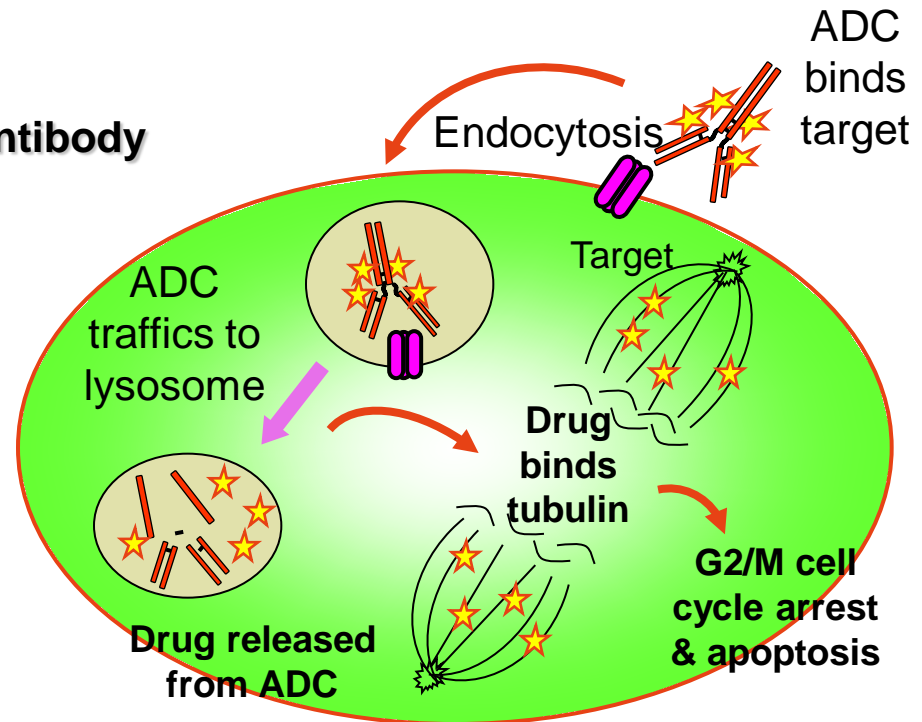 ADC
binds
target
ntibody
Endocytosis
Target
ADC
traffics to
lysosome
Drug
binds
tubulin
G2/M cell
cycle arrest
& apoptosis
Drug released
from ADC